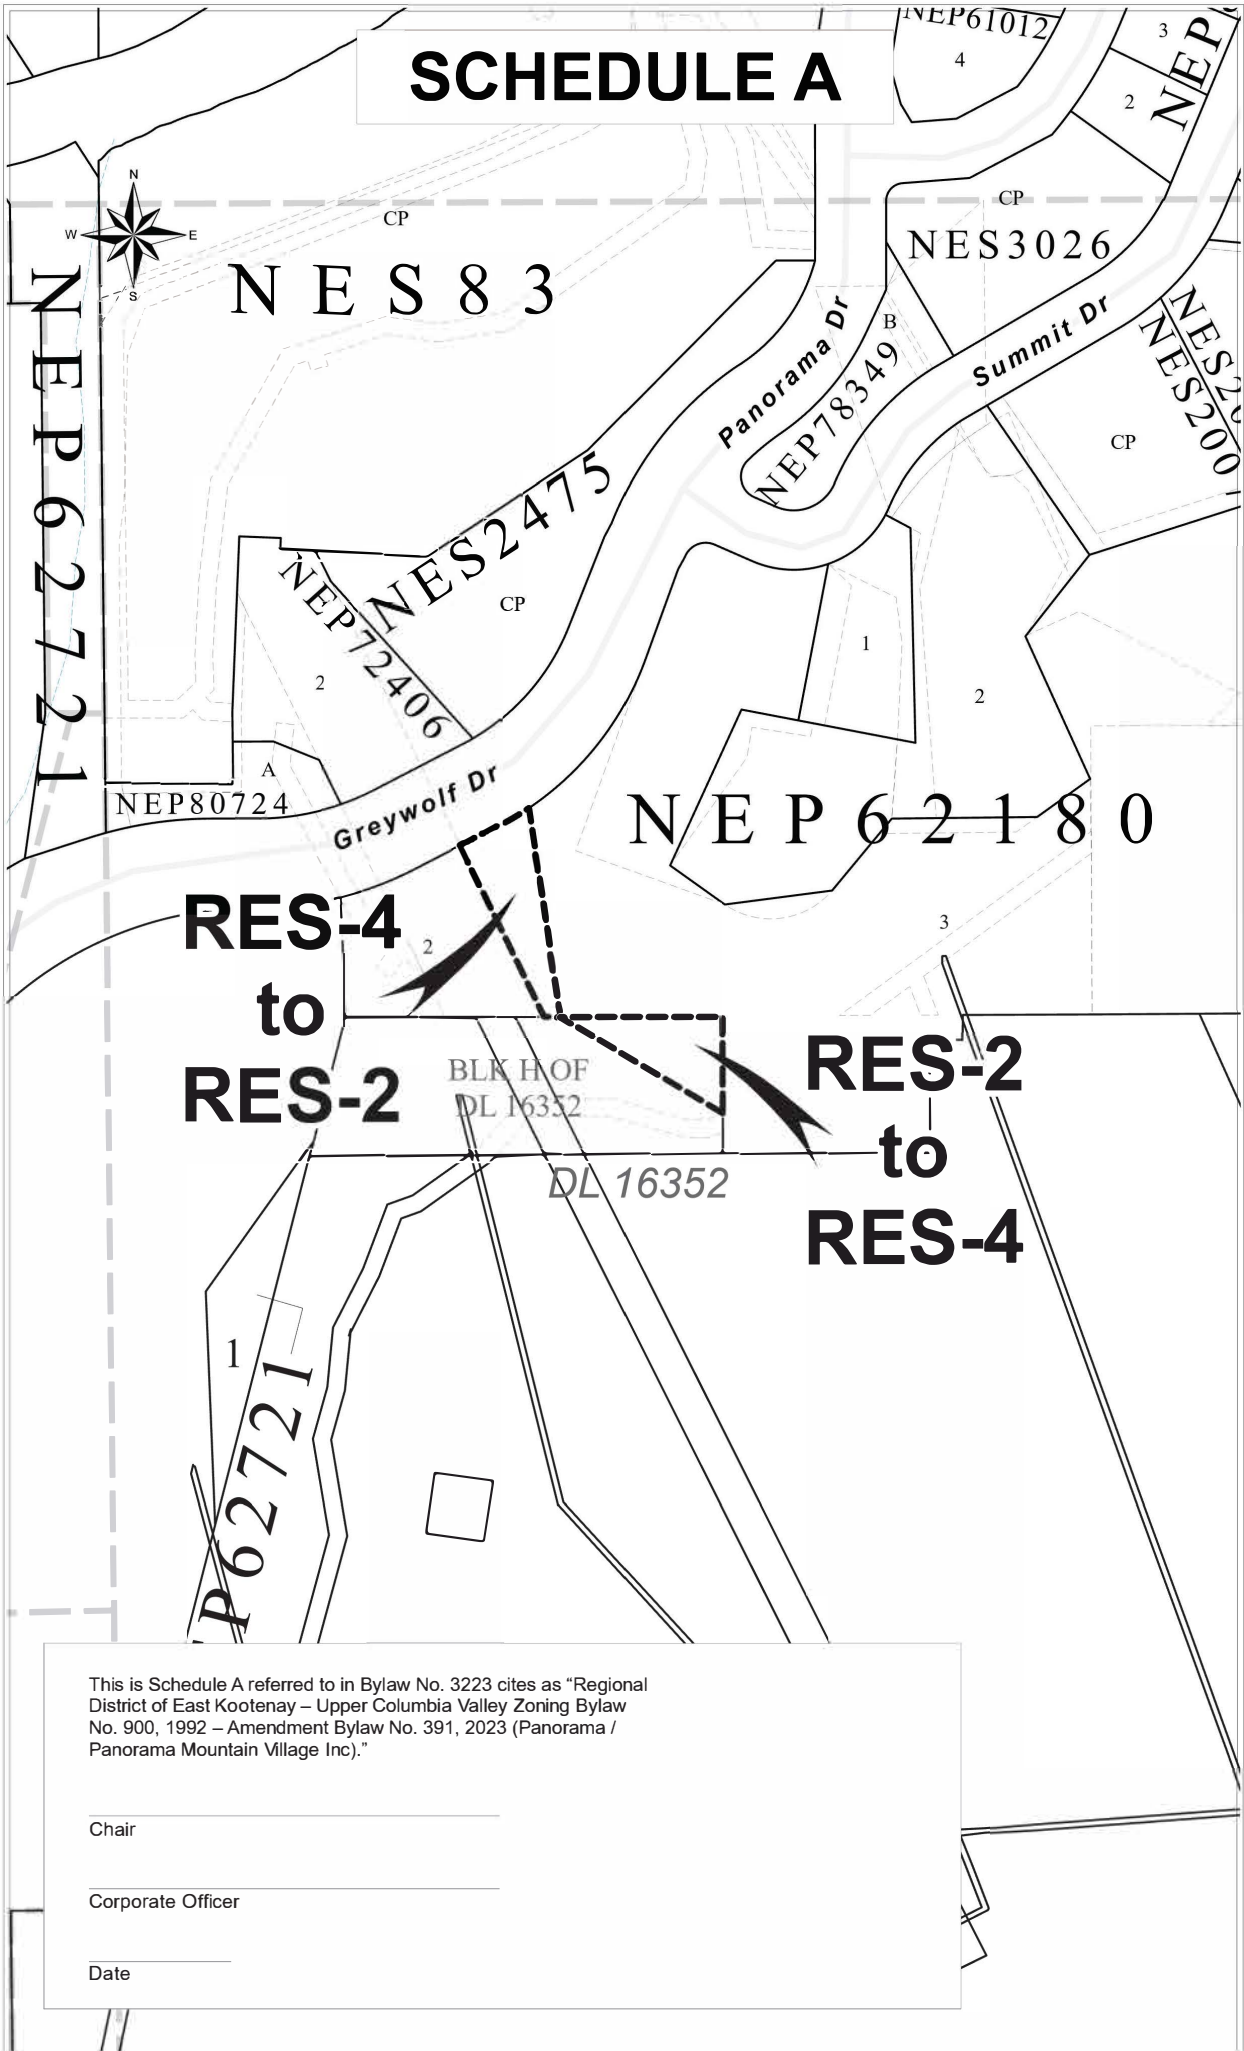 SCHEDULE A
NEP61012
4
3
2
NEP
N
W
E
S
CP
NES83
CP
NES3026
NEP62721
Panorama Dr
B
NEP78349
Summit Dr
NES200
CP
NES2475
CP
NEP72406
2
1
2
A
NEP80724
Greywolf Dr
NEP62180
RES-4
to
RES-2
2
3
BLK H OF
DL 16352
RES-2
to
RES-4
DL 16352
1
P62721
This is Schedule A referred to in Bylaw No. 3223 cites as “Regional
District of East Kootenay – Upper Columbia Valley Zoning Bylaw
No. 900, 1992 – Amendment Bylaw No. 391, 2023 (Panorama /
Panorama Mountain Village Inc).”
Chair
Corporate Officer
Date